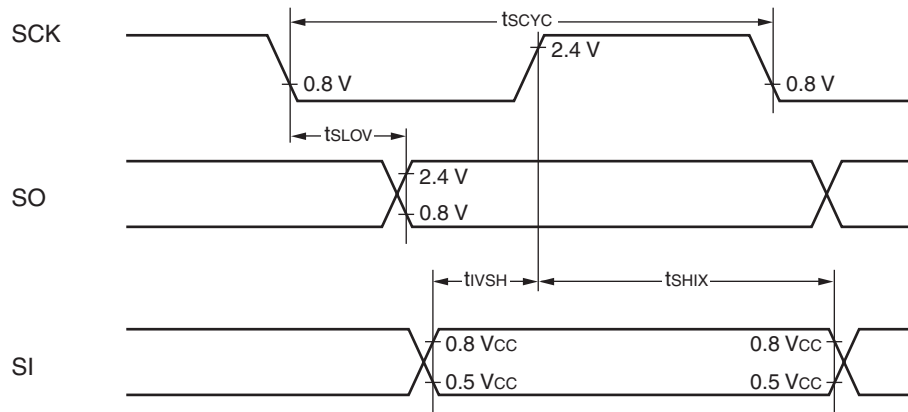 tSCYC
SCK
2.4 V
0.8 V
0.8 V
tSLOV
SO
2.4 V
0.8 V
tIVSH
tSHIX
SI
0.8 VCC
0.8 VCC
0.5 VCC
0.5 VCC